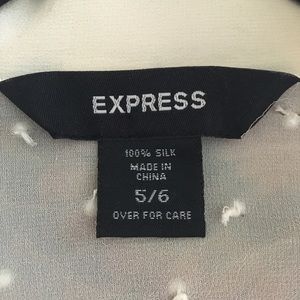 EXPRESS
100% SILK
MADE IN
CHINA
5/6
OVER FOR CARE